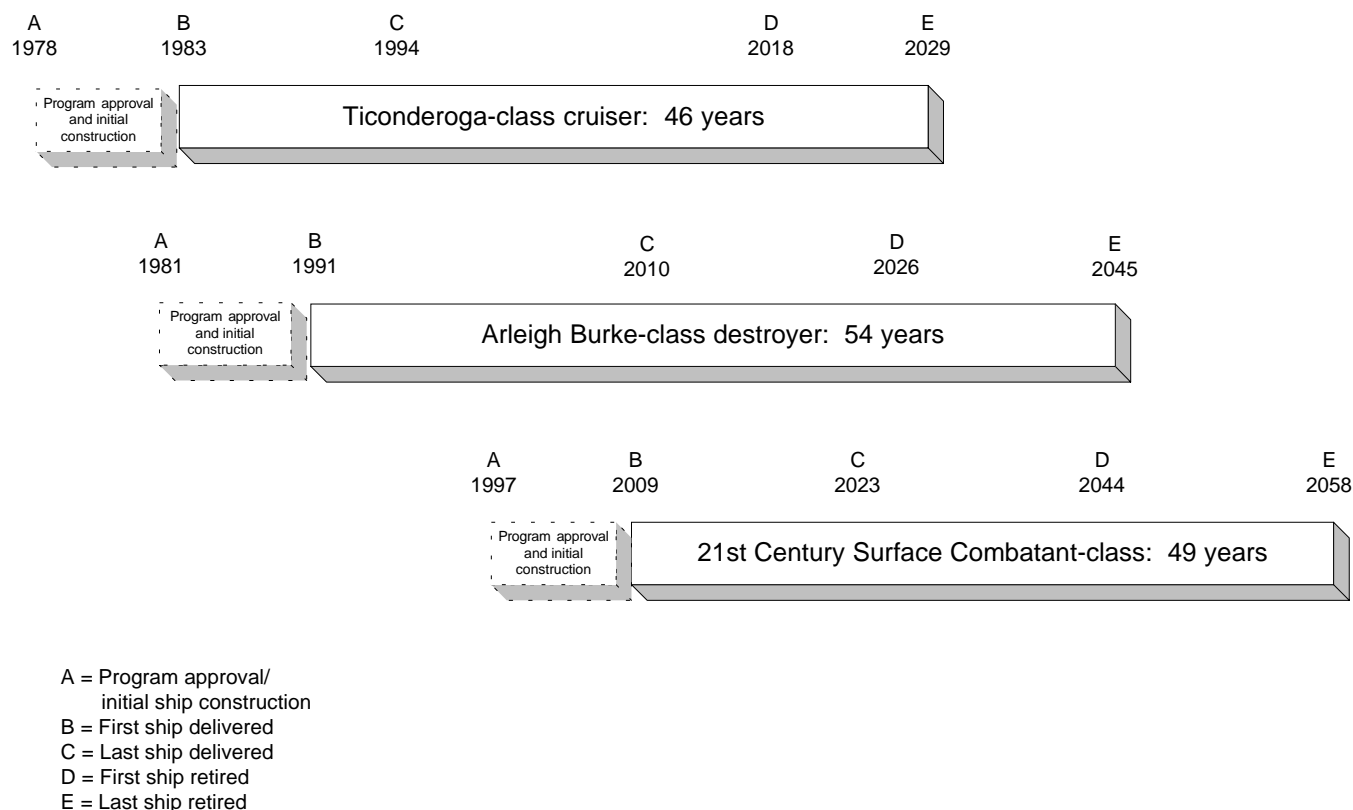 A B C D E
1978 1983 1994 2018 2029
Program approval
and initial
construction
Ticonderoga-class cruiser: 46 years
A B C D E
1981 1991 2010 2026 2045
Program approval
and initial
construction
Arleigh Burke-class destroyer: 54 years
A B C D E
1997 2009 2023 2044 2058
Program approval
and initial
construction
21st Century Surface Combatant-class: 49 years
A = Program approval/
initial ship construction
B = First ship delivered
C = Last ship delivered
D = First ship retired
E = Last ship retired